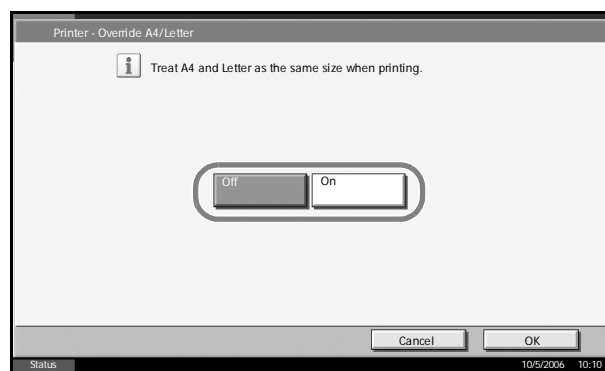 Printer - Override A4/Letter
Treat A4 and Letter as the same size when printing.
Off
On
Cancel
OK
Status
10/5/2006 10:10